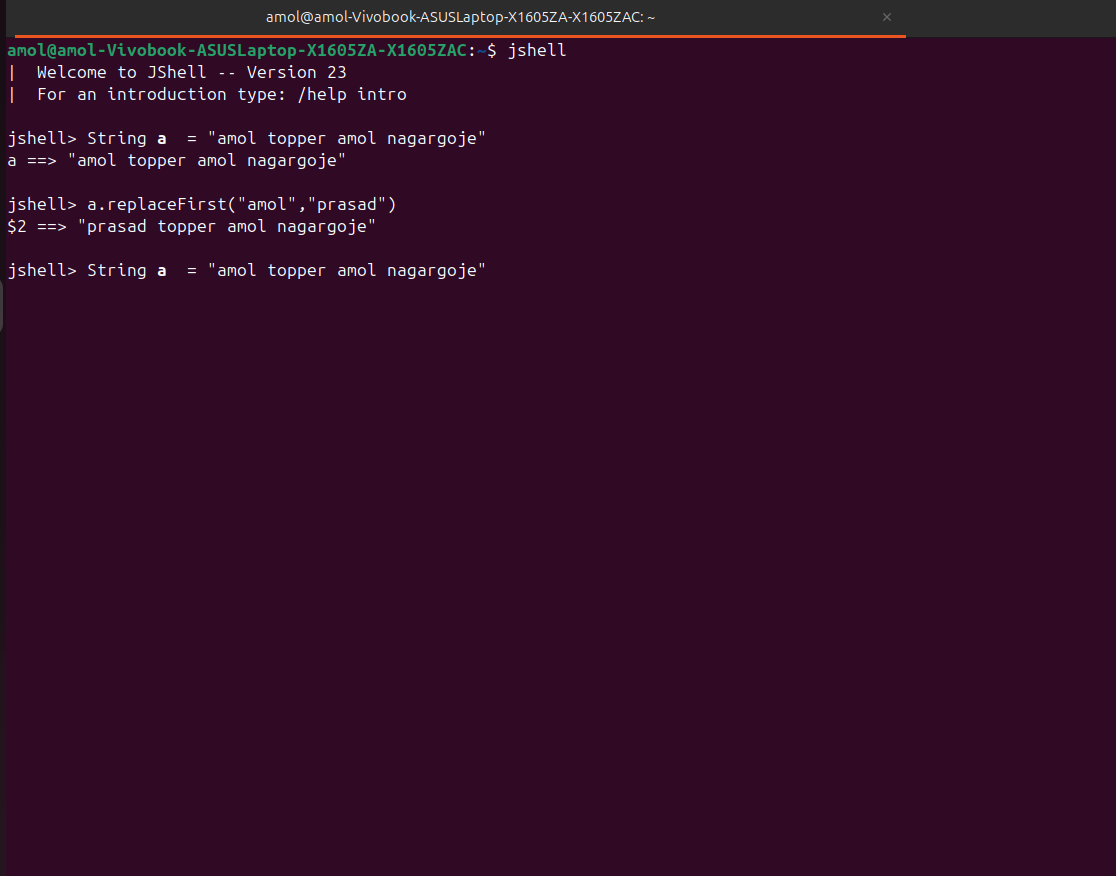 amol@amol-Vivobook-ASUSLaptop-X1605ZA-X1605ZAC: ~
amol@amol-Vivobook-ASUSLaptop-X1605ZA-X1605ZAC:~$ jshell
|  Welcome to JShell -- Version 23
|  For an introduction type: /help intro
jshell> String a  = "amol topper amol nagargoje"
a ==> "amol topper amol nagargoje"
jshell> a.replaceFirst("amol","prasad")
$2 ==> "prasad topper amol nagargoje"
jshell> String a  = "amol topper amol nagargoje"